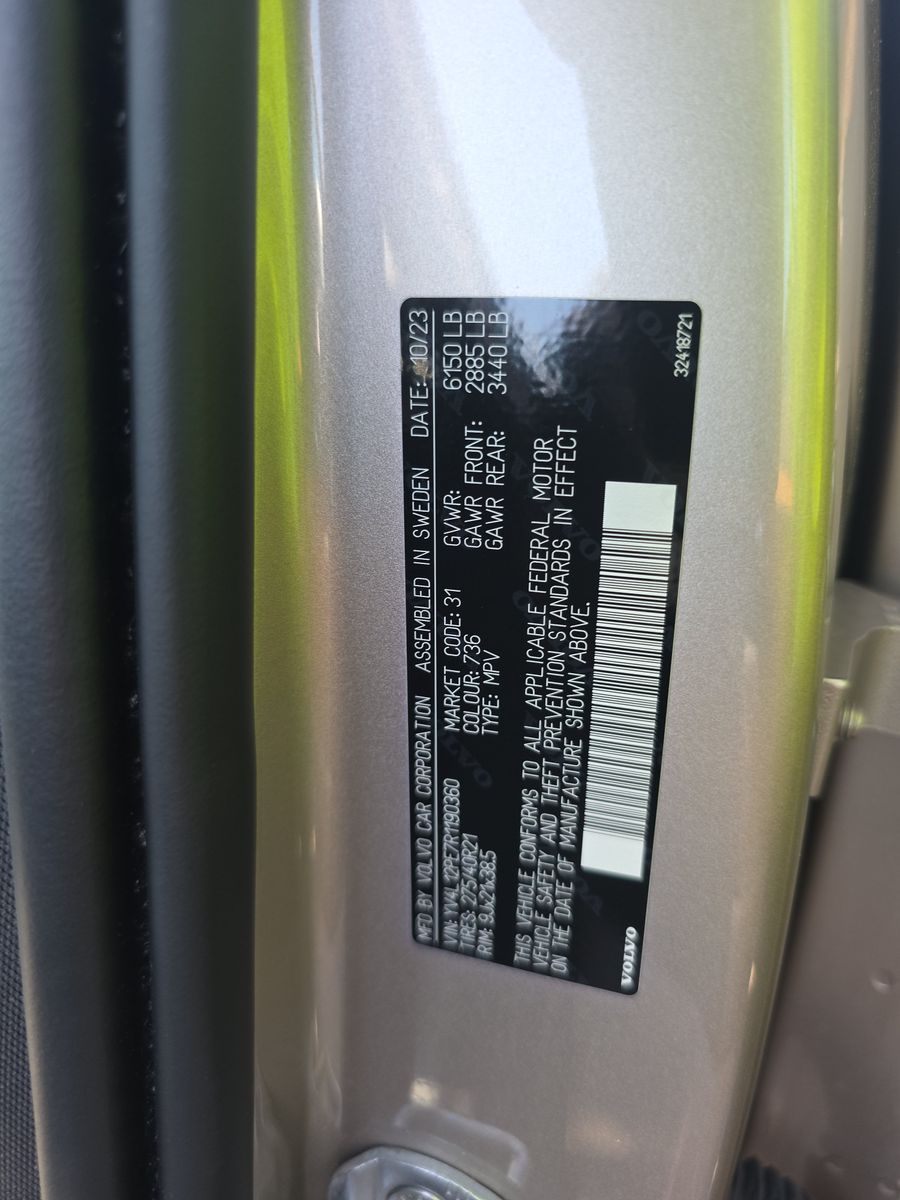 MFD BY VOLVO CAR CORPORATION ASSEMBLED IN SWEDEN DATE: 10/23
VIN: YV4L12PE7R1190360 MARKET CODE: 31 GVWR: 6150 LB
TIRES: 275/40R21 COLOUR: 736 GAWR FRONT: 2885 LB
RIM: 9Jx21x38.5 TYPE: MPV GAWR REAR: 3440 LB
THIS VEHICLE CONFORMS TO ALL APPLICABLE FEDERAL MOTOR
VEHICLE SAFETY AND THEFT PREVENTION STANDARDS IN EFFECT
ON THE DATE OF MANUFACTURE SHOWN ABOVE.
VOLVO 32418721